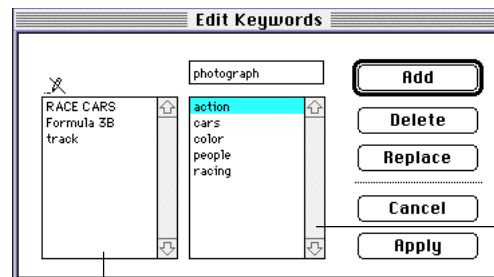 Edit Keywords
photograph
RACE CARS
Formula 3B
track
action
cars
color
people
racing
Add
Delete
Replace
Cancel
Apply